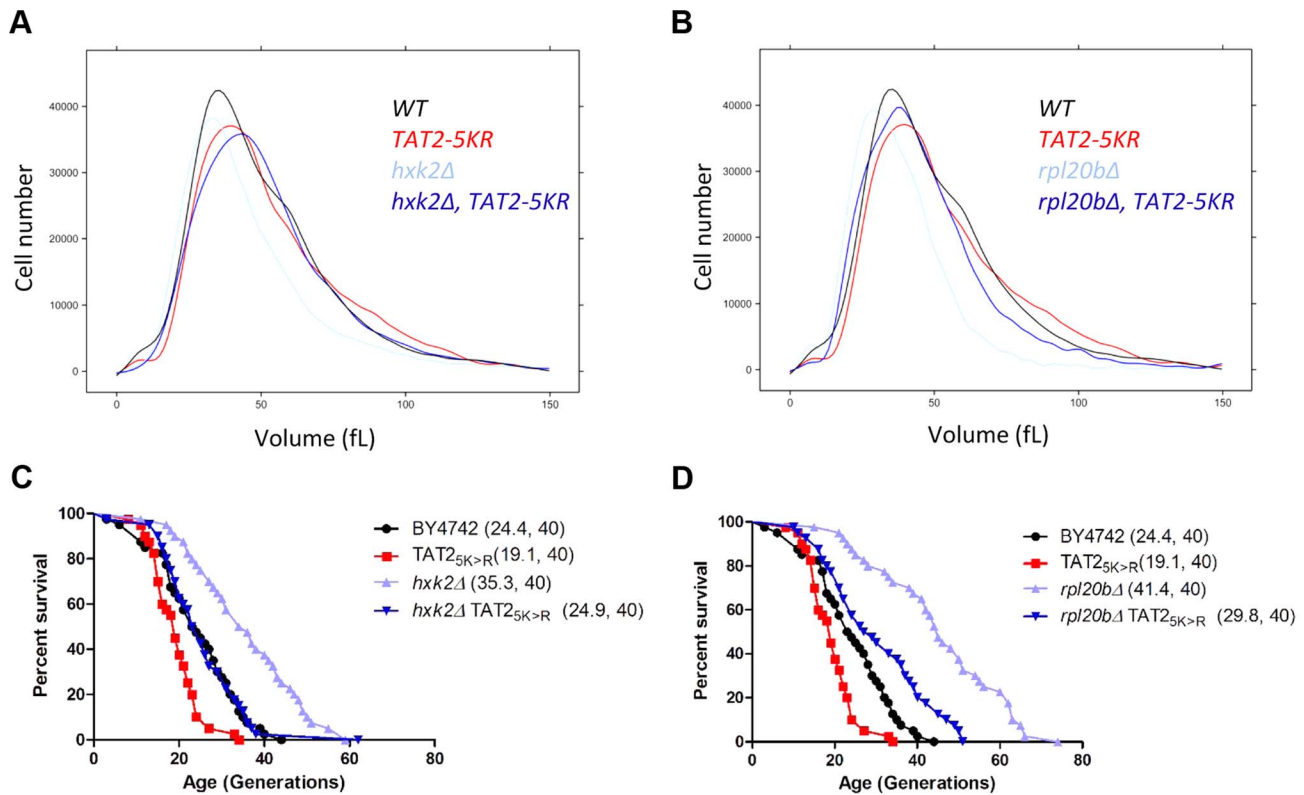 A
WT
TAT2-5KR
hxk2Δ
hxk2Δ, TAT2-5KR
Cell number
40000
30000
20000
10000
0
0 50 100 150
Volume (fL)
B
WT
TAT2-5KR
rpl20bΔ
rpl20bΔ, TAT2-5KR
Cell number
40000
30000
20000
10000
0
0 50 100 150
Volume (fL)
C
BY4742 (24.4, 40)
TAT25K>R(19.1, 40)
hxk2Δ (35.3, 40)
hxk2Δ TAT25K>R (24.9, 40)
Percent survival
100
80
60
40
20
0
0 20 40 60 80
Age (Generations)
D
BY4742 (24.4, 40)
TAT25K>R(19.1, 40)
rpl20bΔ (41.4, 40)
rpl20bΔ TAT25K>R (29.8, 40)
Percent survival
100
80
60
40
20
0
0 20 40 60 80
Age (Generations)